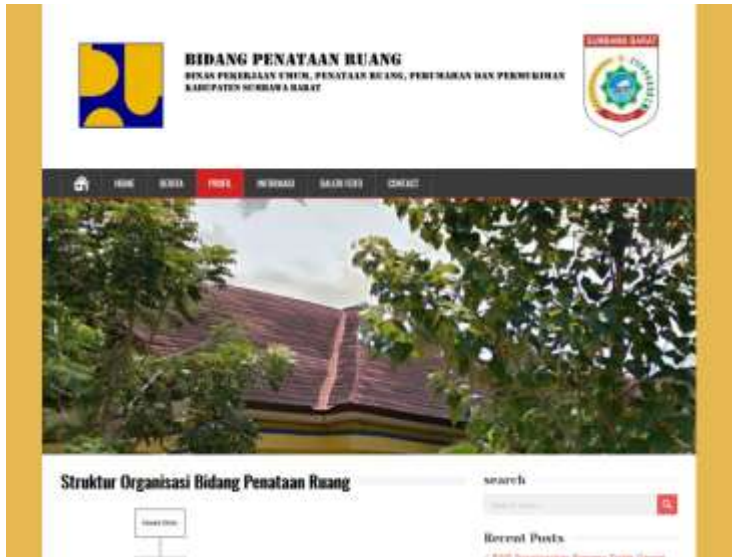 SUMBAWA BARAT
BIDANG PENATAAN RUANG
DINAS PEKERJAAN UMUM, PENATAAN RUANG, PERUMAHAN DAN PERMUKIMAN
KABUPATEN SUMBAWA BARAT
HOME BERITA PROFIL INFORMASI GALERI FOTO CONTACT
Struktur Organisasi Bidang Penataan Ruang
search
Recent Posts